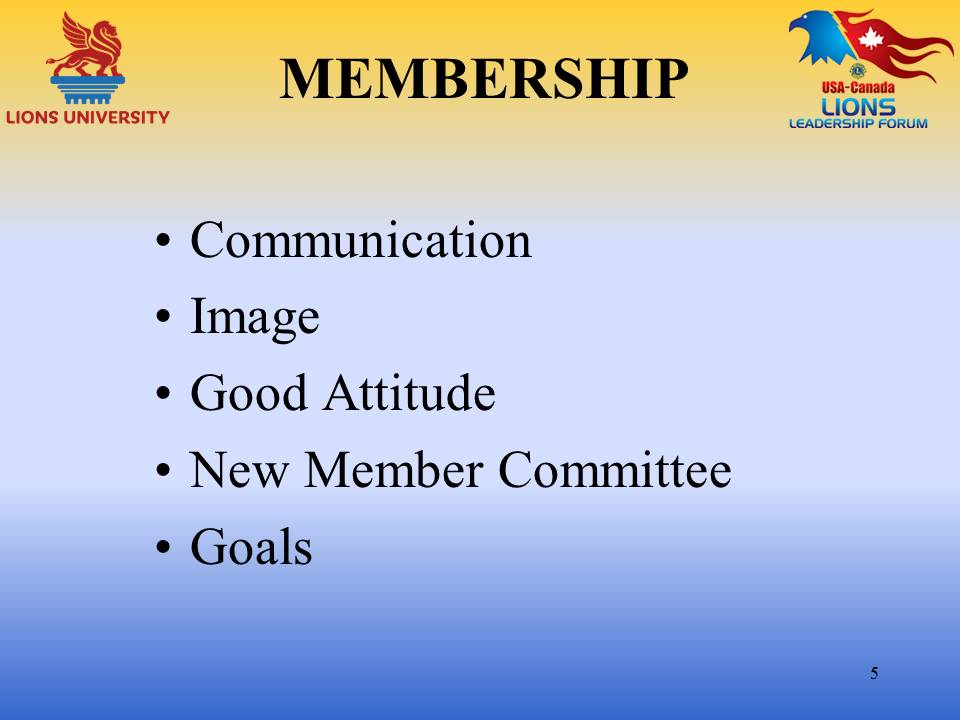 LIONS UNIVERSITY
MEMBERSHIP
USA-Canada
LIONS
LEADERSHIP FORUM
• Communication
• Image
• Good Attitude
• New Member Committee
• Goals
5